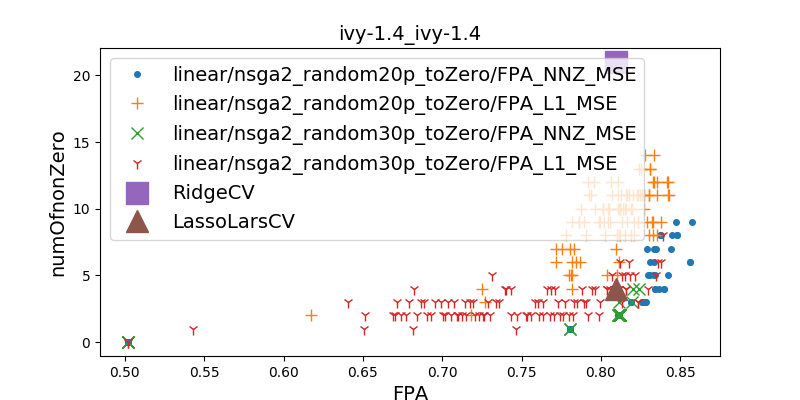 ivy-1.4_ivy-1.4
numOfnonZero
20
15
10
5
0
linear/nsga2_random20p_toZero/FPA_NNZ_MSE
linear/nsga2_random20p_toZero/FPA_L1_MSE
linear/nsga2_random30p_toZero/FPA_NNZ_MSE
linear/nsga2_random30p_toZero/FPA_L1_MSE
RidgeCV
LassoLarsCV
0.50 0.55 0.60 0.65 0.70 0.75 0.80 0.85
FPA